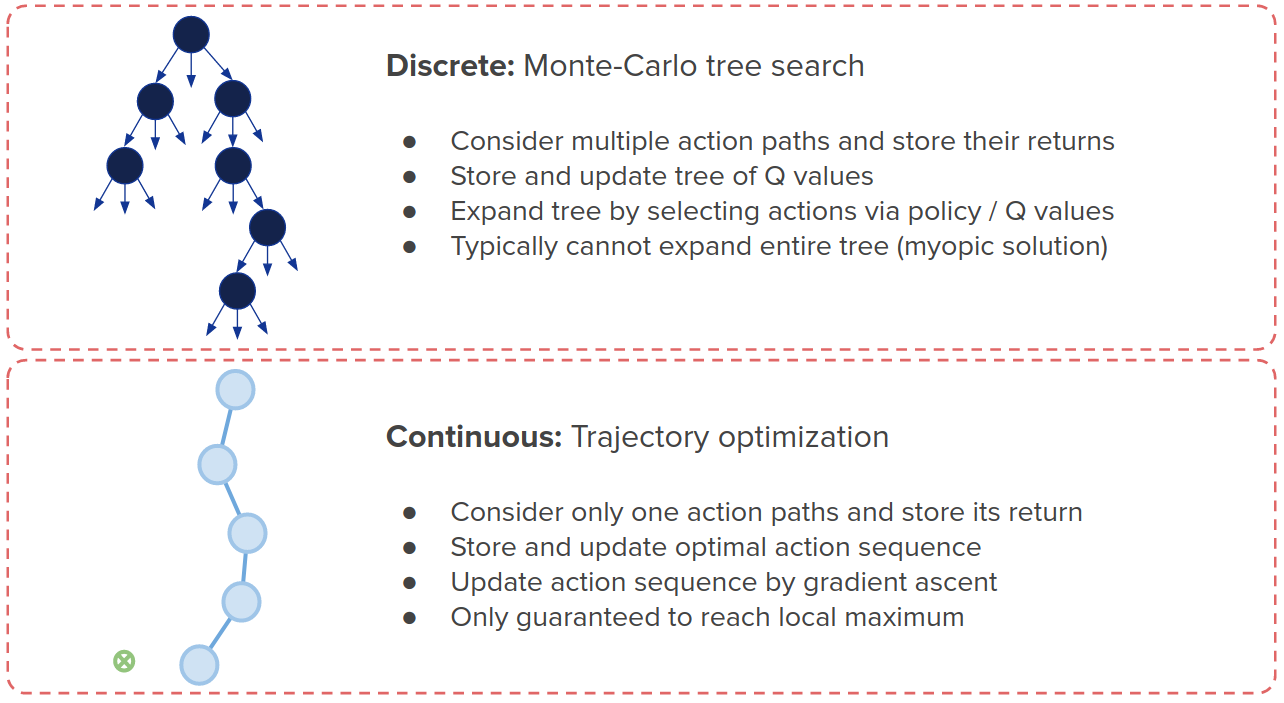 Discrete: Monte-Carlo tree search
● Consider multiple action paths and store their returns
● Store and update tree of Q values
● Expand tree by selecting actions via policy / Q values
● Typically cannot expand entire tree (myopic solution)
Continuous: Trajectory optimization
● Consider only one action paths and store its return
● Store and update optimal action sequence
● Update action sequence by gradient ascent
● Only guaranteed to reach local maximum